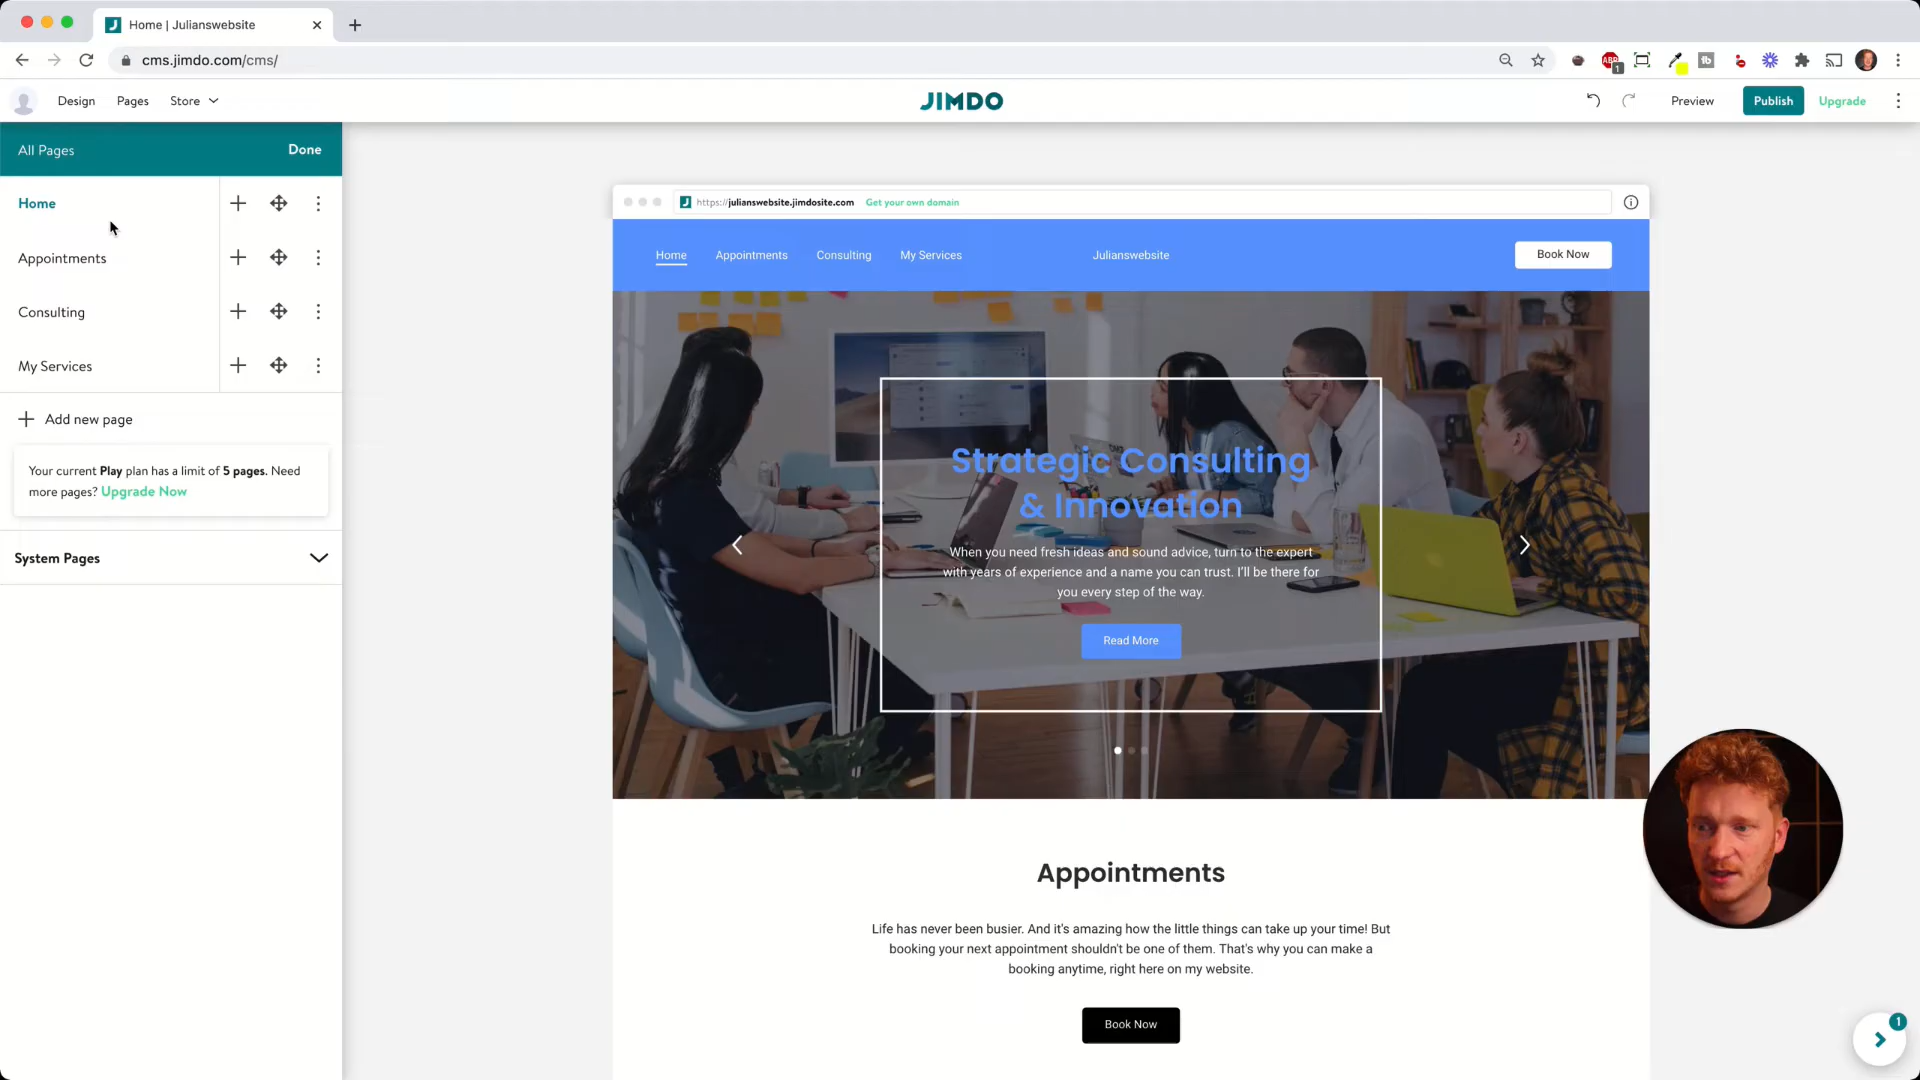 Home | Julianswebsite
cms.jimdo.com/cms/
ABP
1
tb
Design
Pages
Store
JIMDO
Preview
Publish
Upgrade
All Pages
Done
Home
Appointments
Consulting
My Services
Add new page
Your current Play plan has a limit of 5 pages. Need
more pages? Upgrade Now
System Pages
https://julianswebsite.jimdosite.com
Get your own domain
Home
Appointments
Consulting
My Services
Julianswebsite
Book Now
Strategic Consulting
& Innovation
When you need fresh ideas and sound advice, turn to the expert
with years of experience and a name you can trust. I'll be there for
you every step of the way.
Read More
Appointments
Life has never been busier. And it's amazing how the little things can take up your time! But
booking your next appointment shouldn't be one of them. That's why you can make a
booking anytime, right here on my website.
Book Now
1